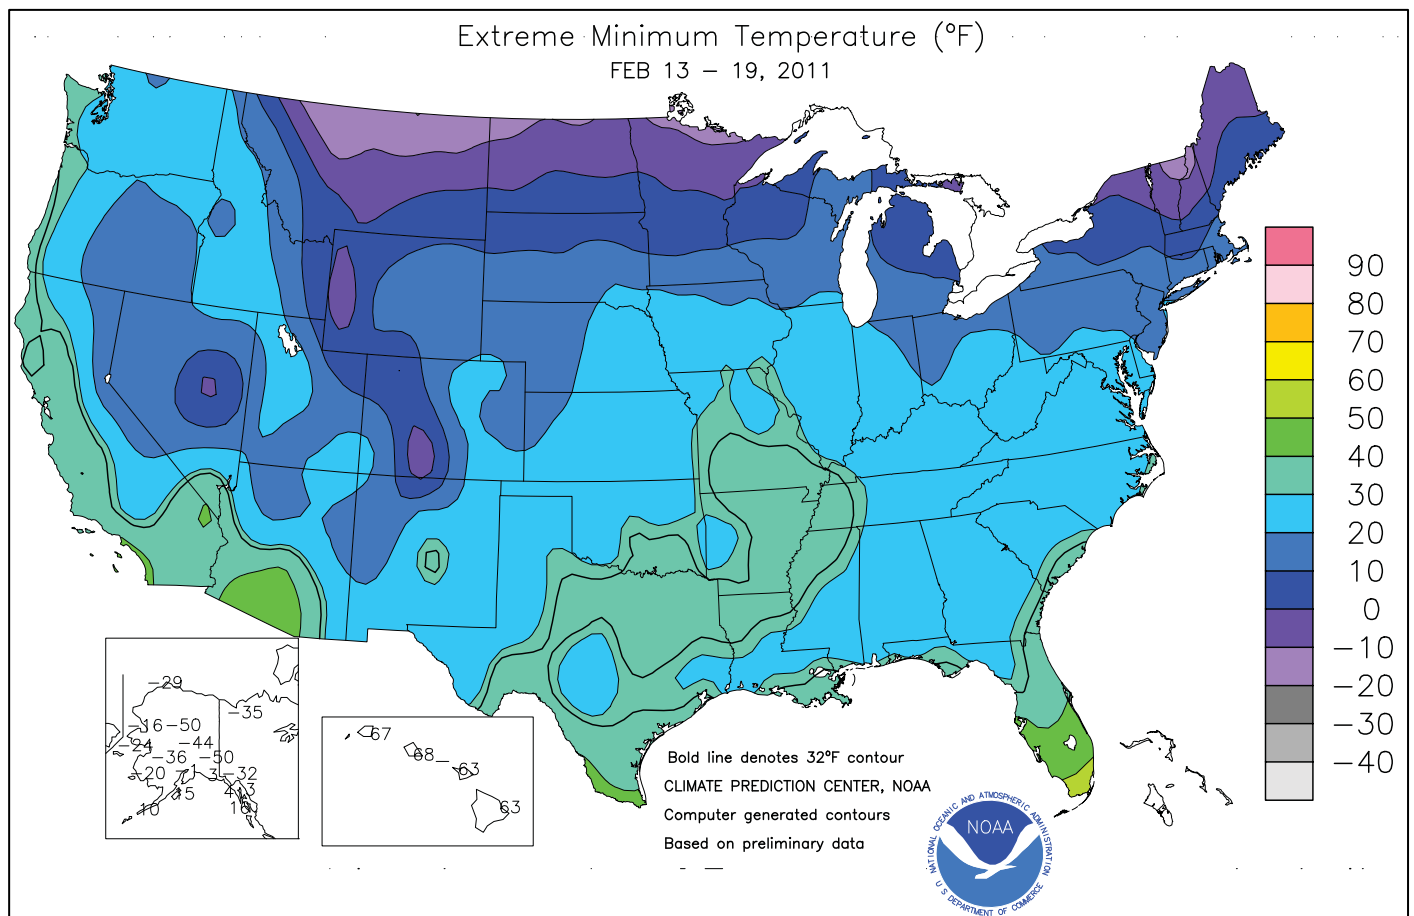 Extreme Minimum Temperature (°F)
FEB 13 – 19, 2011
90
80
70
60
50
40
30
20
10
0
−10
−20
−30
−40
−29
−35
−16 −50
−24 −44
−36 −50
−20 −32
15
10
67
68
63
63
Bold line denotes 32°F contour
CLIMATE PREDICTION CENTER, NOAA
Computer generated contours
Based on preliminary data
NATIONAL OCEANIC AND ATMOSPHERIC ADMINISTRATION
NOAA
U S DEPARTMENT OF COMMERCE